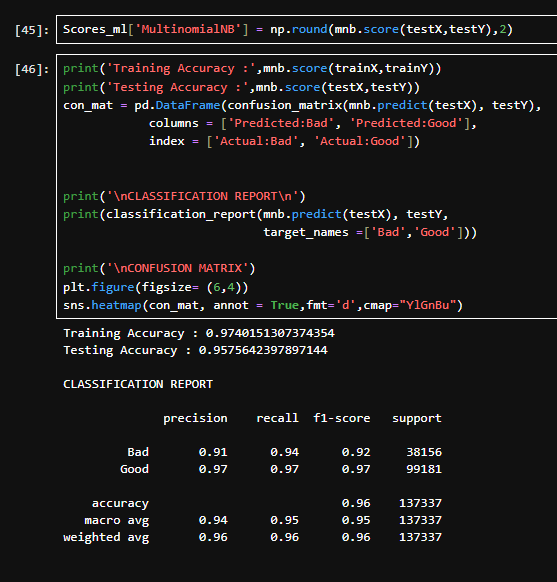 [45]: Scores_ml['MultinomialNB'] = np.round(mnb.score(testX,testY),2)
[46]: print('Training Accuracy :',mnb.score(trainX,trainY))
print('Testing Accuracy :',mnb.score(testX,testY))
con_mat = pd.DataFrame(confusion_matrix(mnb.predict(testX), testY),
columns = ['Predicted:Bad', 'Predicted:Good'],
index = ['Actual:Bad', 'Actual:Good'])
print('\nCLASSIFICATION REPORT\n')
print(classification_report(mnb.predict(testX), testY,
target_names =['Bad','Good']))
print('\nCONFUSION MATRIX')
plt.figure(figsize= (6,4))
sns.heatmap(con_mat, annot = True,fmt='d',cmap="YlGnBu")
Training Accuracy : 0.9740151307374354
Testing Accuracy : 0.9575642397897144
CLASSIFICATION REPORT
precision recall f1-score support
Bad 0.91 0.94 0.92 38156
Good 0.97 0.97 0.97 99181
accuracy 0.96 137337
macro avg 0.94 0.95 0.95 137337
weighted avg 0.96 0.96 0.96 137337